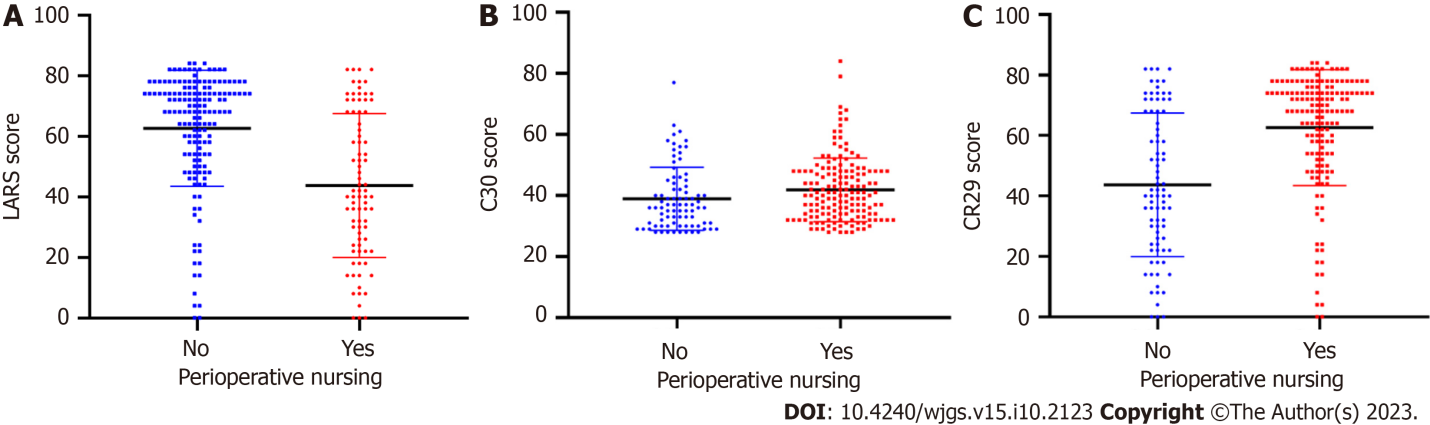 A
100
80
60
40
20
0
LARS score
No Yes
Perioperative nursing
B
100
80
60
40
20
0
C30 score
No Yes
Perioperative nursing
C
100
80
60
40
20
0
CR29 score
No Yes
Perioperative nursing
DOI: 10.4240/wjgs.v15.i10.2123 Copyright ©The Author(s) 2023.